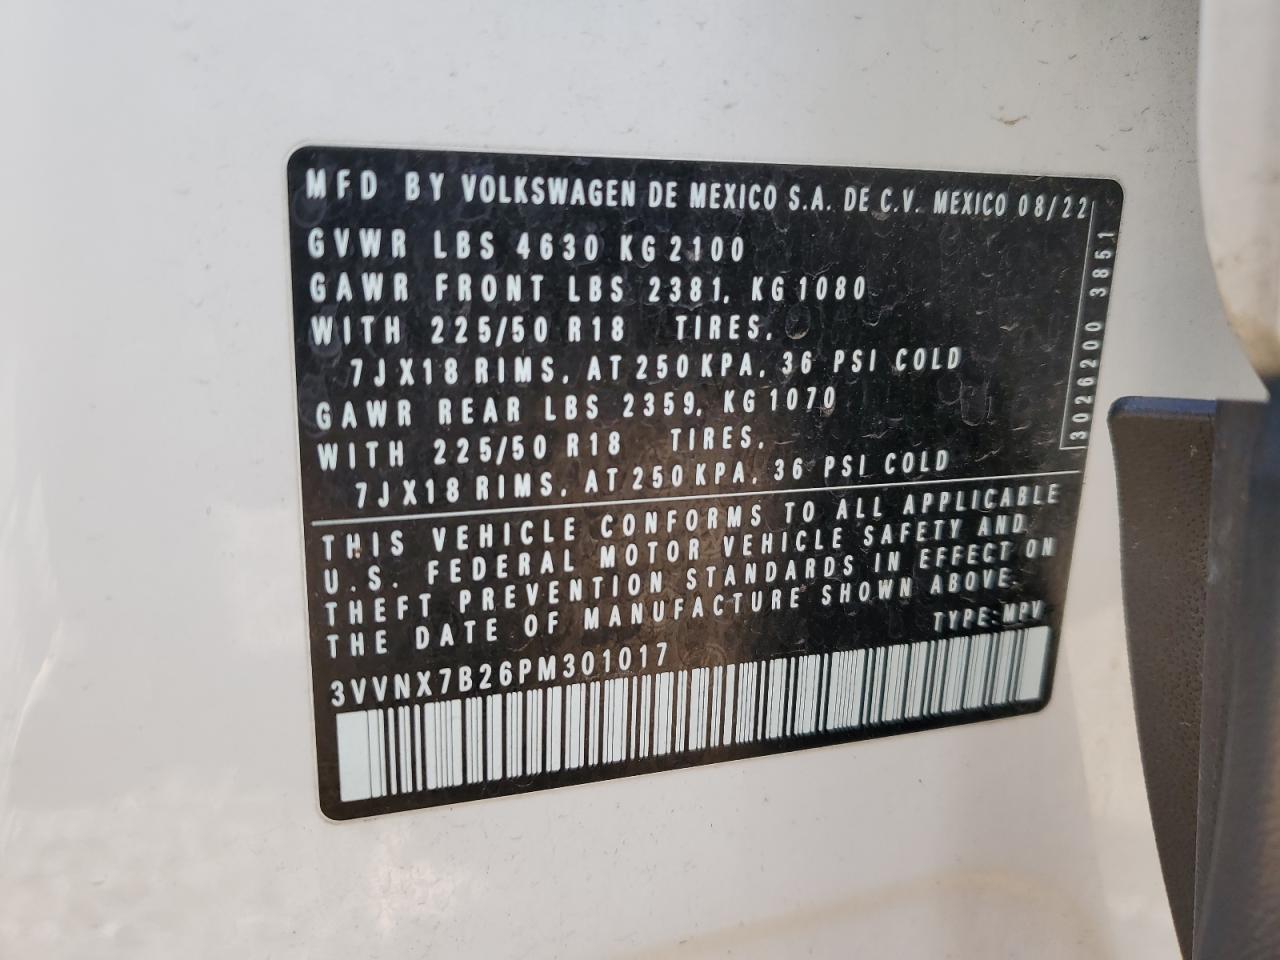 MFD BY VOLKSWAGEN DE MEXICO S.A. DE C.V. MEXICO 08/22
GVWR LBS 4630 KG 2100
GAWR FRONT LBS 2381, KG 1080
WITH 225/50 R18 TIRES,
7JX18 RIMS, AT 250 KPA, 36 PSI COLD
GAWR REAR LBS 2359, KG 1070
WITH 225/50 R18 TIRES,
7JX18 RIMS, AT 250 KPA, 36 PSI COLD
3026200 3851
THIS VEHICLE CONFORMS TO ALL APPLICABLE
U.S. FEDERAL MOTOR VEHICLE SAFETY AND
THEFT PREVENTION STANDARDS IN EFFECT ON
THE DATE OF MANUFACTURE SHOWN ABOVE.
TYPE: MPV
3VVNX7B26PM301017